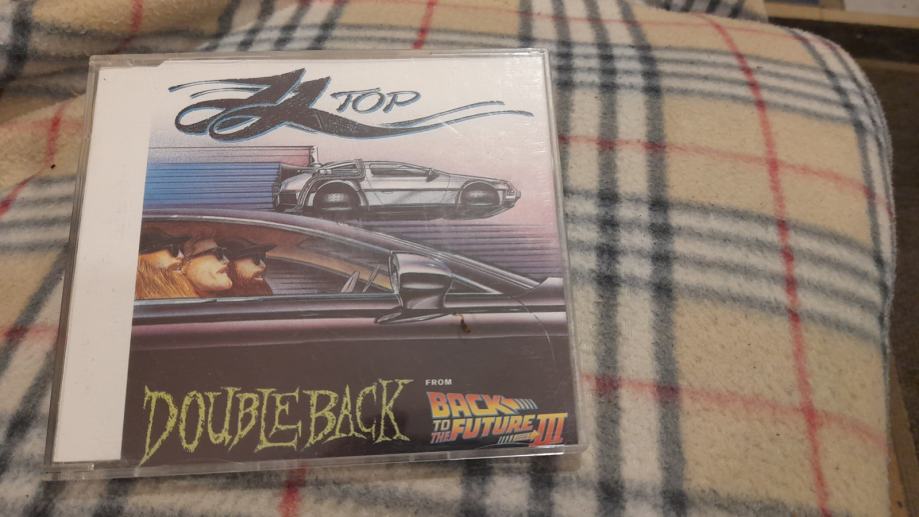 ZZ TOP
DOUBLEBACK
FROM
BACK
TO
THE FUTURE III